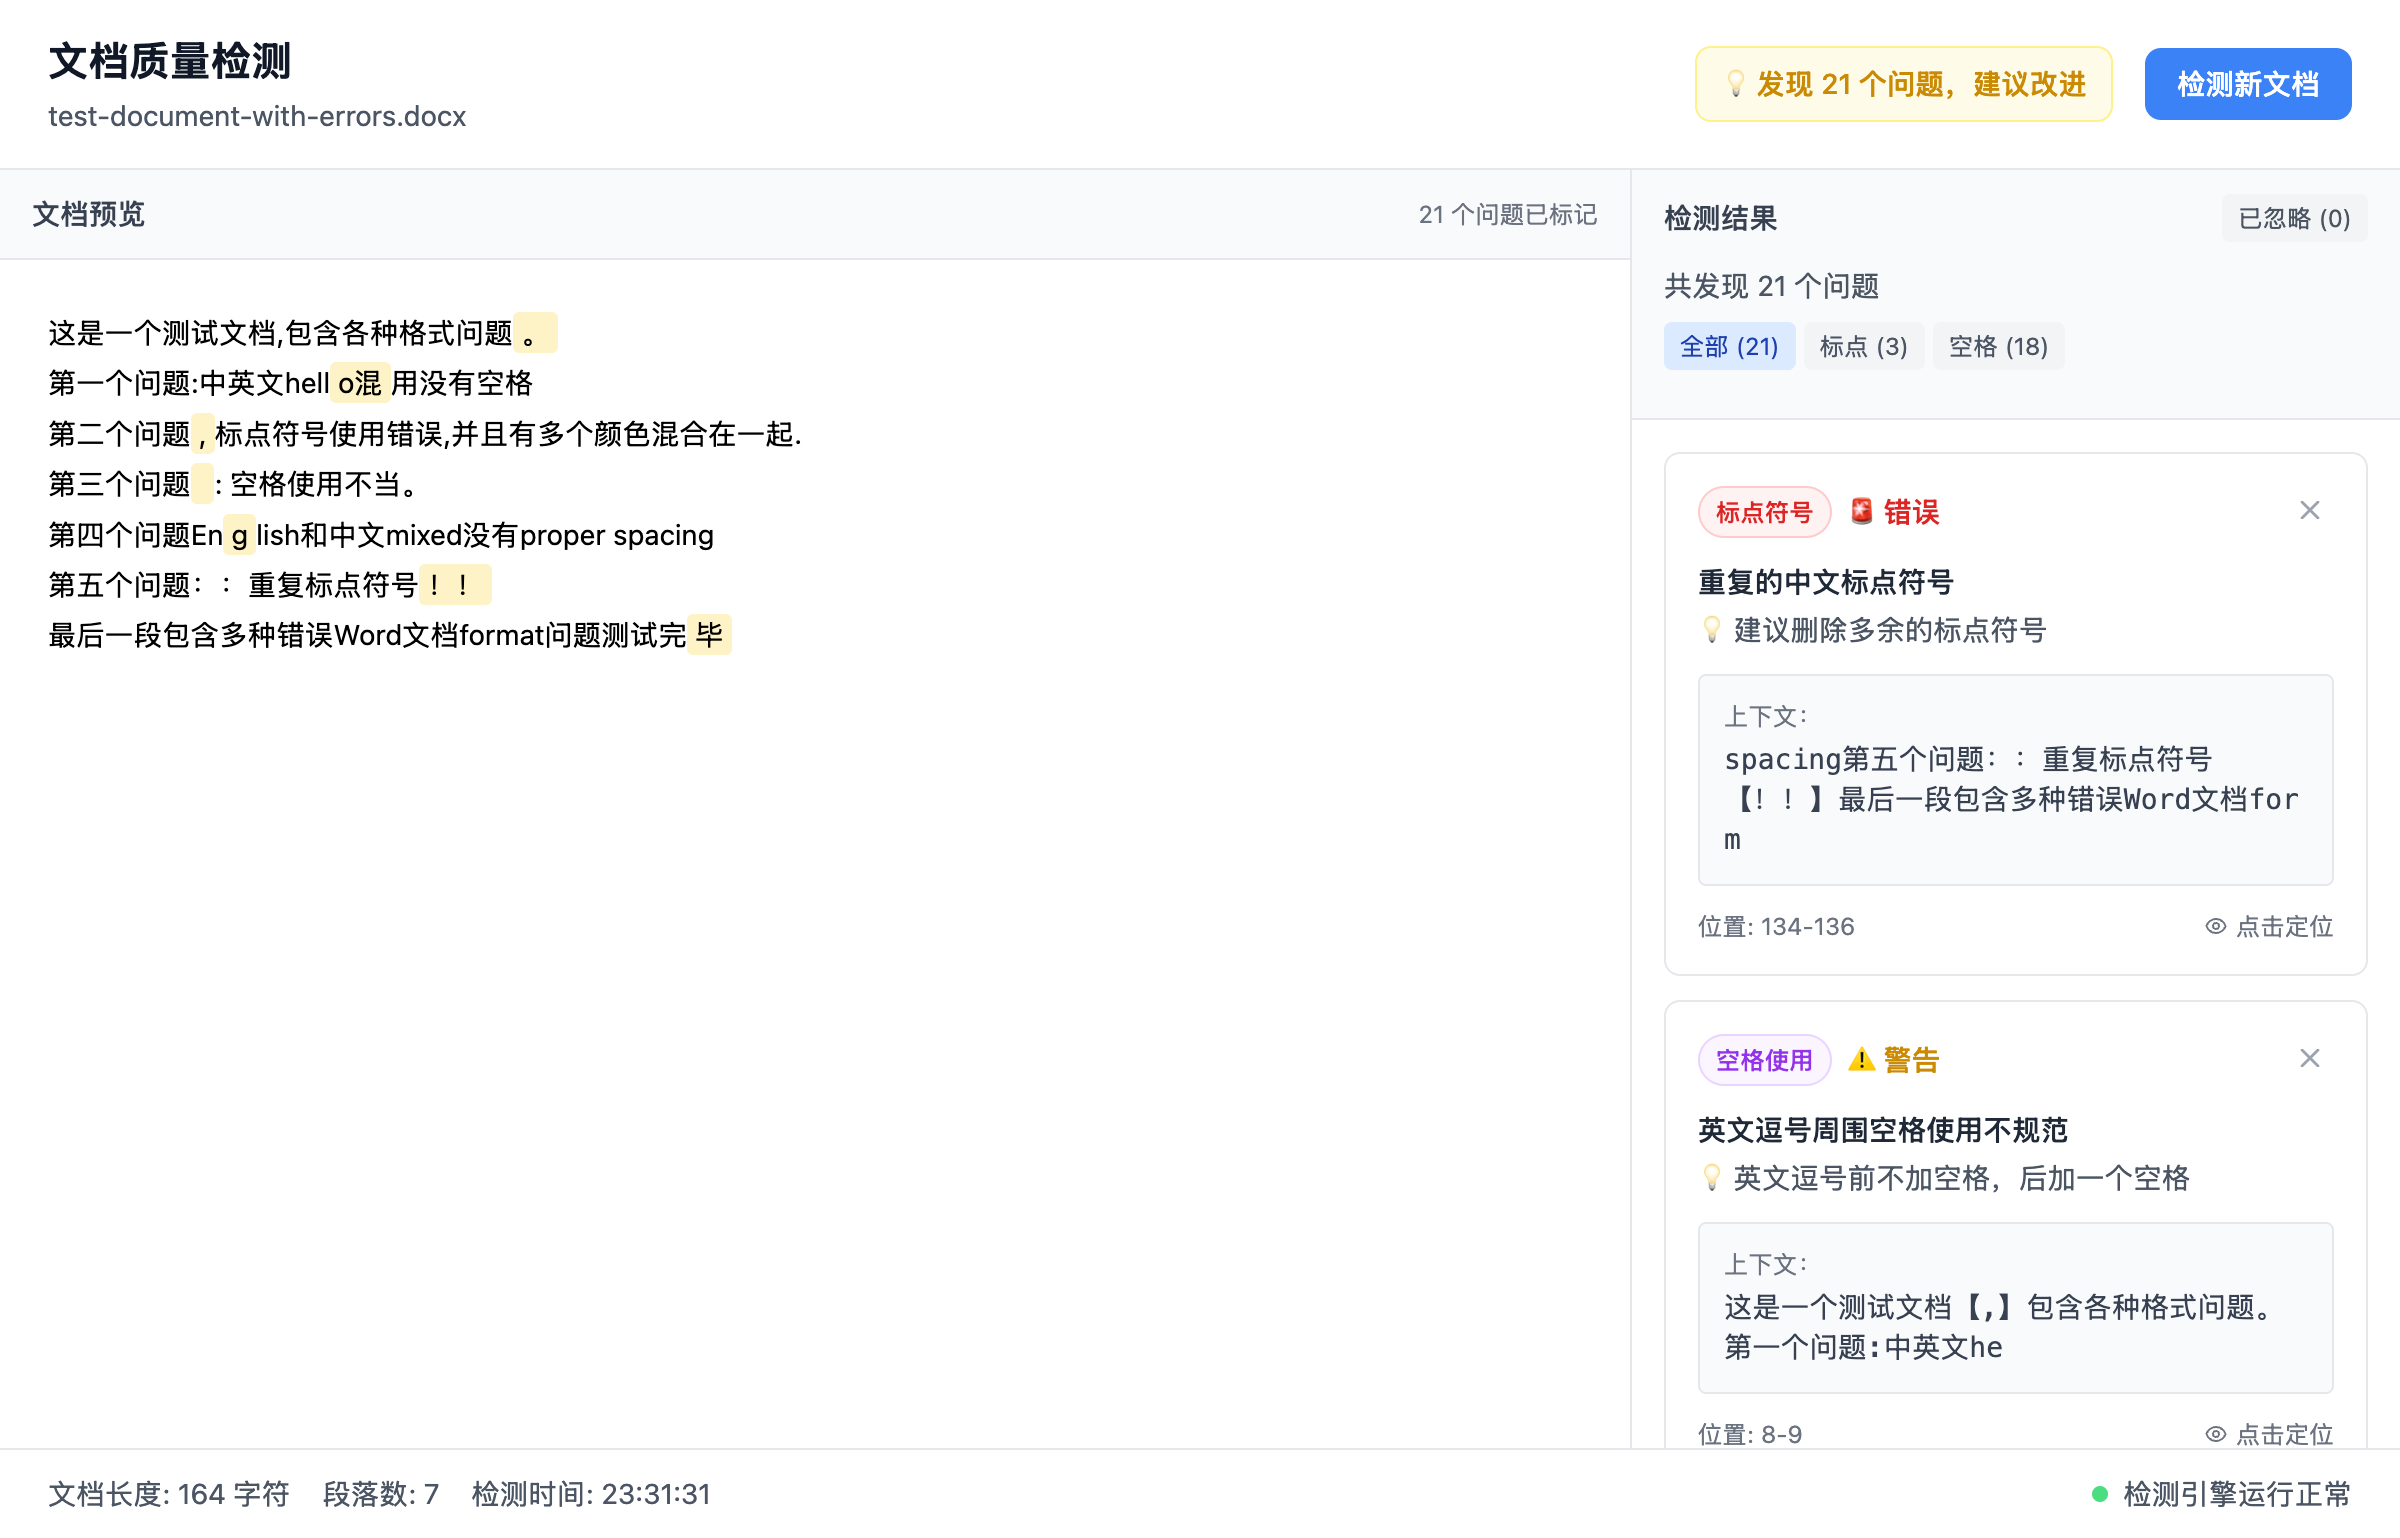 文档质量检测
test-document-with-errors.docx
💡 发现 21 个问题，建议改进
检测新文档
文档预览
21 个问题已标记
这是一个测试文档,包含各种格式问题。
第一个问题:中英文hello混用没有空格
第二个问题,标点符号使用错误,并且有多个颜色混合在一起.
第三个问题 : 空格使用不当。
第四个问题English和中文mixed没有proper spacing
第五个问题：：重复标点符号！！
最后一段包含多种错误Word文档format问题测试完毕
检测结果
已忽略 (0)
共发现 21 个问题
全部 (21)
标点 (3)
空格 (18)
标点符号
🚨 错误
重复的中文标点符号
💡 建议删除多余的标点符号
上下文：
spacing第五个问题：：重复标点符号
【！！】最后一段包含多种错误Word文档for
m
位置: 134-136
点击定位
空格使用
⚠️ 警告
英文逗号周围空格使用不规范
💡 英文逗号前不加空格，后加一个空格
上下文：
这是一个测试文档【,】包含各种格式问题。
第一个问题:中英文he
位置: 8-9
点击定位
文档长度: 164 字符
段落数: 7
检测时间: 23:31:31
检测引擎运行正常